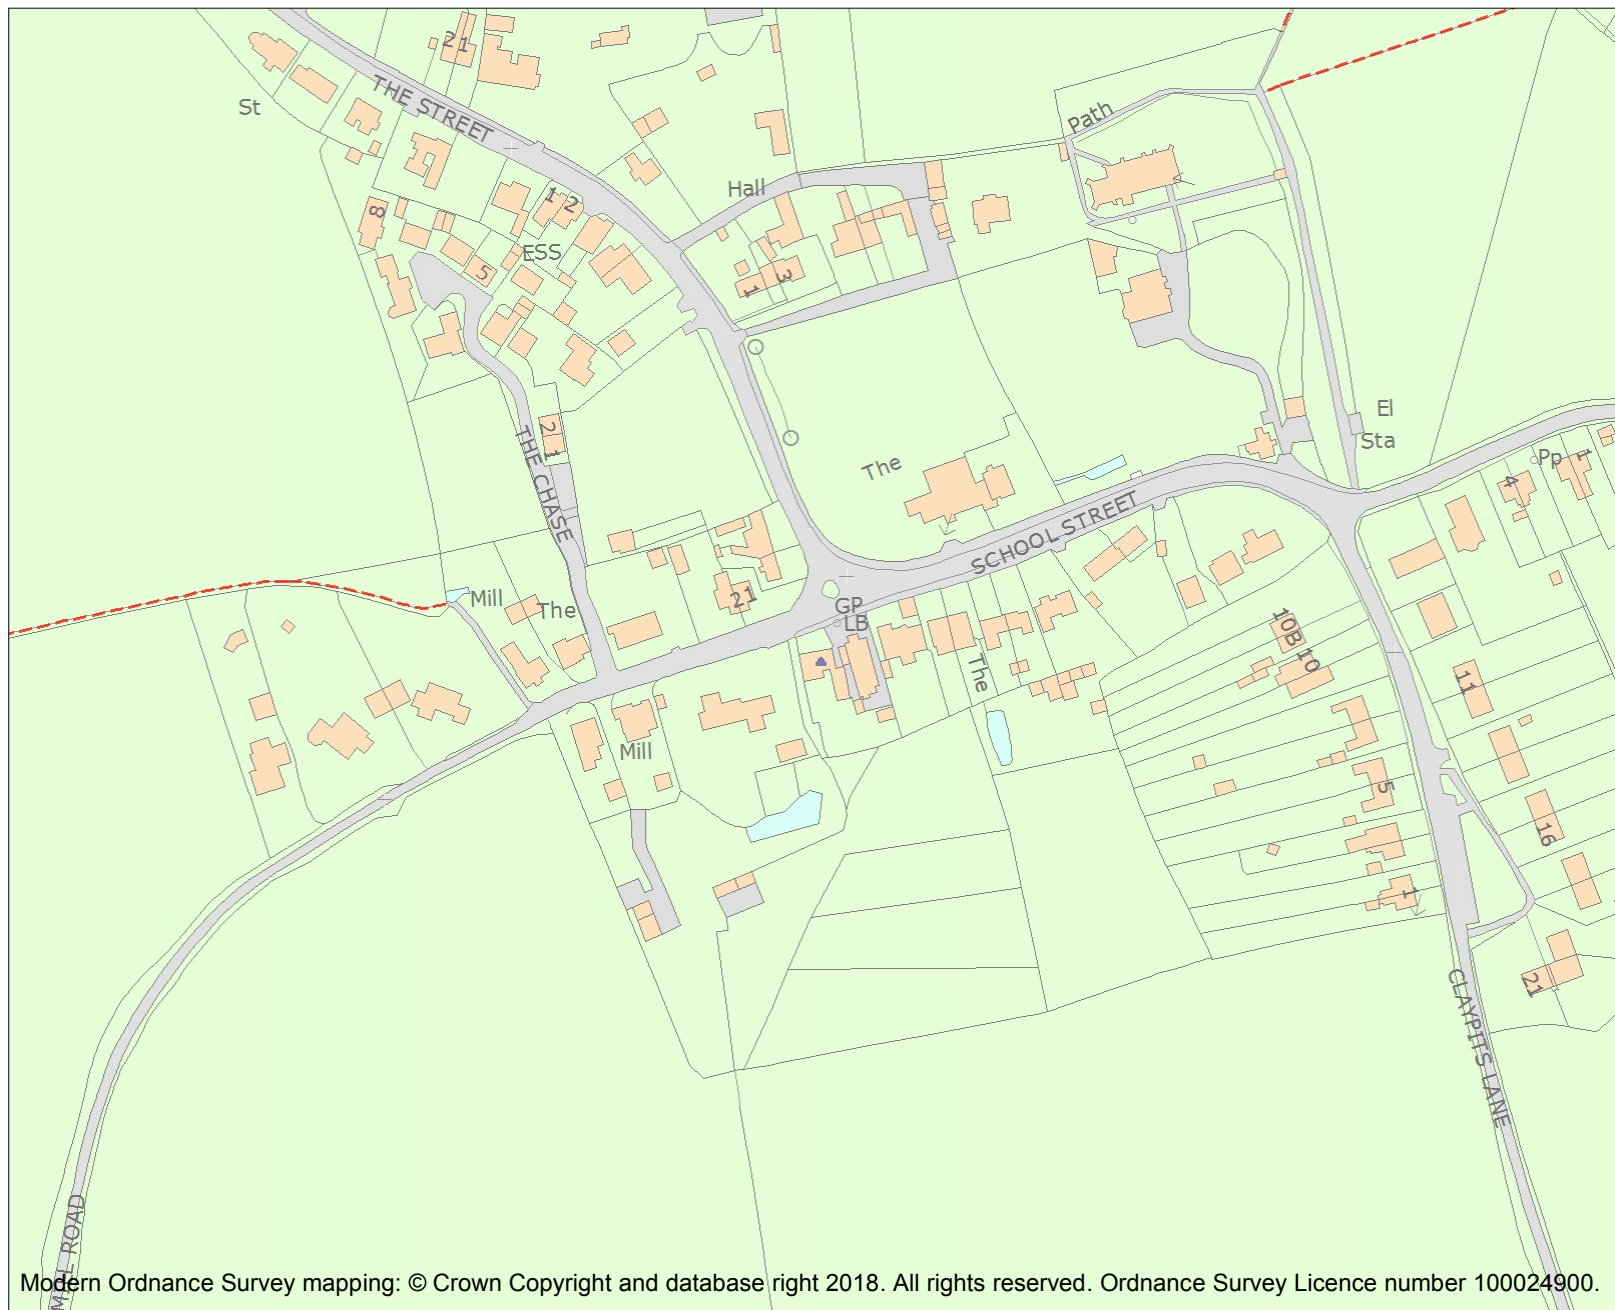 21
THE STREET
St
Path
Hall
8
1 2
ESS
5
3
1
El
Sta
2
1
THE CHASE
The
Pp
1
4
SCHOOL STREET
Mill
The
21
GP
LB
The
10B 10
11
Mill
5
16
1
21
CLAYPITS LANE
MILL ROAD
Modern Ordnance Survey mapping: © Crown Copyright and database right 2018. All rights reserved. Ordnance Survey Licence number 100024900.